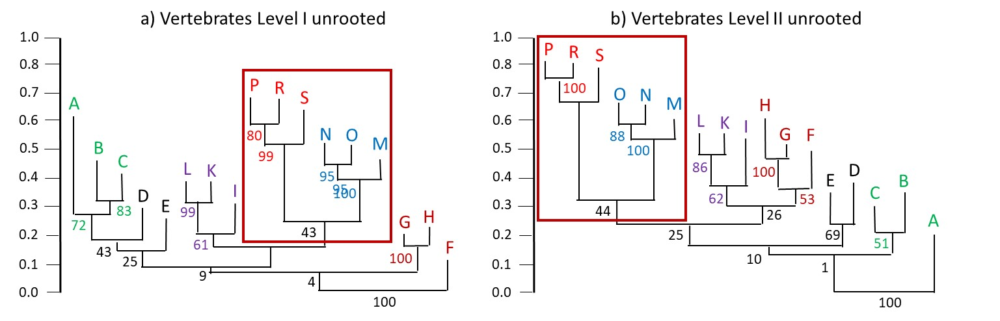 a) Vertebrates Level I unrooted
1.0
0.8
0.7
0.6
0.5
0.4
0.3
0.2
0.1
0.0
A
B
C
D
E
83
72
43
25
L
K
I
99
61
P
R
S
80
99
N
O
M
95
95
100
43
G
H
F
100
9
4
100
b) Vertebrates Level II unrooted
1.0
0.8
0.7
0.6
0.5
0.4
0.3
0.2
0.1
0.0
P
R
S
100
O
N
M
88
100
44
L
K
I
86
62
H
G
F
100
53
26
25
E
D
69
C
B
A
51
10
1
100